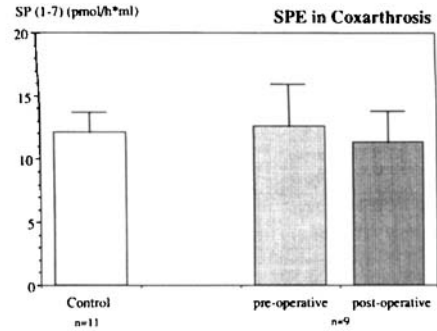 SP (1-7) (pmol/h*ml)
SPE in Coxarthrosis
20
15
10
5
0
Control pre-operative post-operative
n=11 n=9